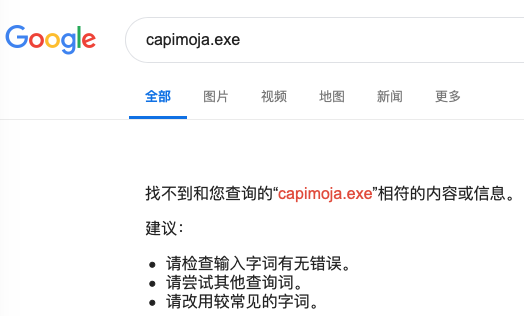 Google capimoja.exe
全部 图片 视频 地图 新闻 更多
找不到和您查询的“capimoja.exe”相符的内容或信息。
建议：
● 请检查输入字词有无错误。
● 请尝试其他查询词。
● 请改用较常见的字词。